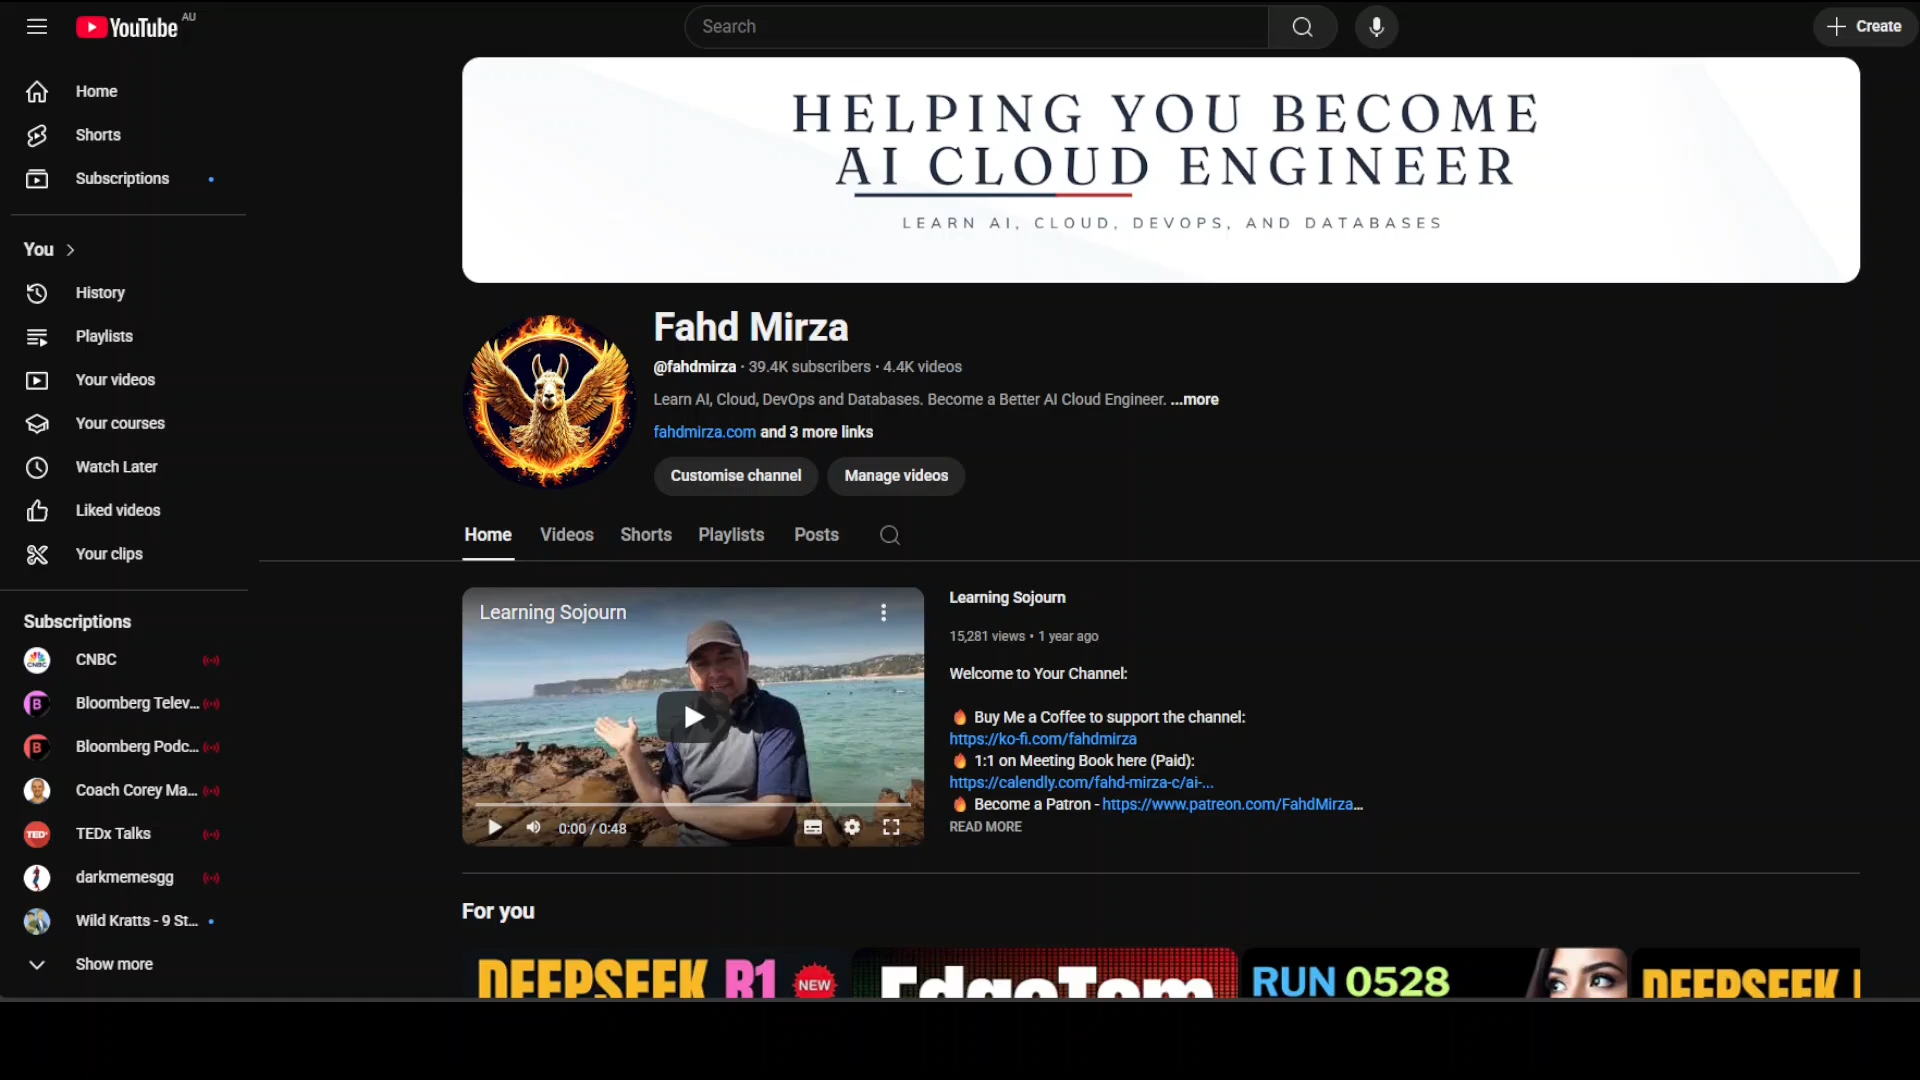 YouTube AU
Search
Create
Home
Shorts
Subscriptions
You
History
Playlists
Your videos
Your courses
Watch Later
Liked videos
Your clips
Subscriptions
CNBC
Bloomberg Telev...
Bloomberg Podc...
Coach Corey Ma...
TEDx Talks
darkmemesgg
Wild Kratts - 9 St...
Show more
HELPING YOU BECOME
AI CLOUD ENGINEER
LEARN AI, CLOUD, DEVOPS, AND DATABASES
Fahd Mirza
@fahdmirza · 39.4K subscribers · 4.4K videos
Learn AI, Cloud, DevOps and Databases. Become a Better AI Cloud Engineer. ...more
fahdmirza.com and 3 more links
Customise channel Manage videos
Home Videos Shorts Playlists Posts
Learning Sojourn
0:00 / 0:48
Learning Sojourn
15,281 views • 1 year ago
Welcome to Your Channel:
🔥 Buy Me a Coffee to support the channel:
https://ko-fi.com/fahdmirza
🔥 1:1 on Meeting Book here (Paid):
https://calendly.com/fahd-mirza-c/ai-...
🔥 Become a Patron - https://www.patreon.com/FahdMirza...
READ MORE
For you
DEEPSEEK R1 NEW
EdgeTam
RUN 0528
DEEPSEEK